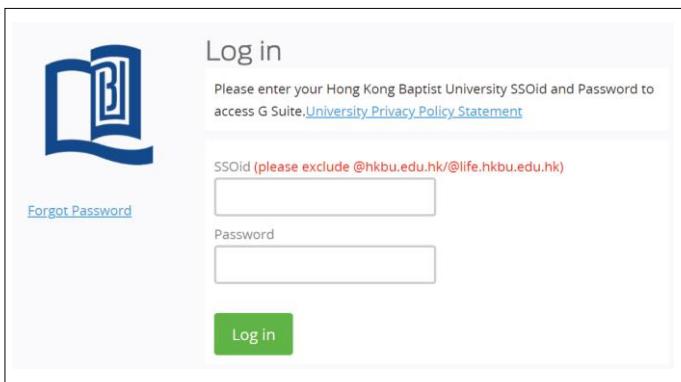 Log in
Please enter your Hong Kong Baptist University SSOid and Password to
access G Suite.University Privacy Policy Statement
SSOid (please exclude @hkbu.edu.hk/@life.hkbu.edu.hk)
Forgot Password
Password
Log in